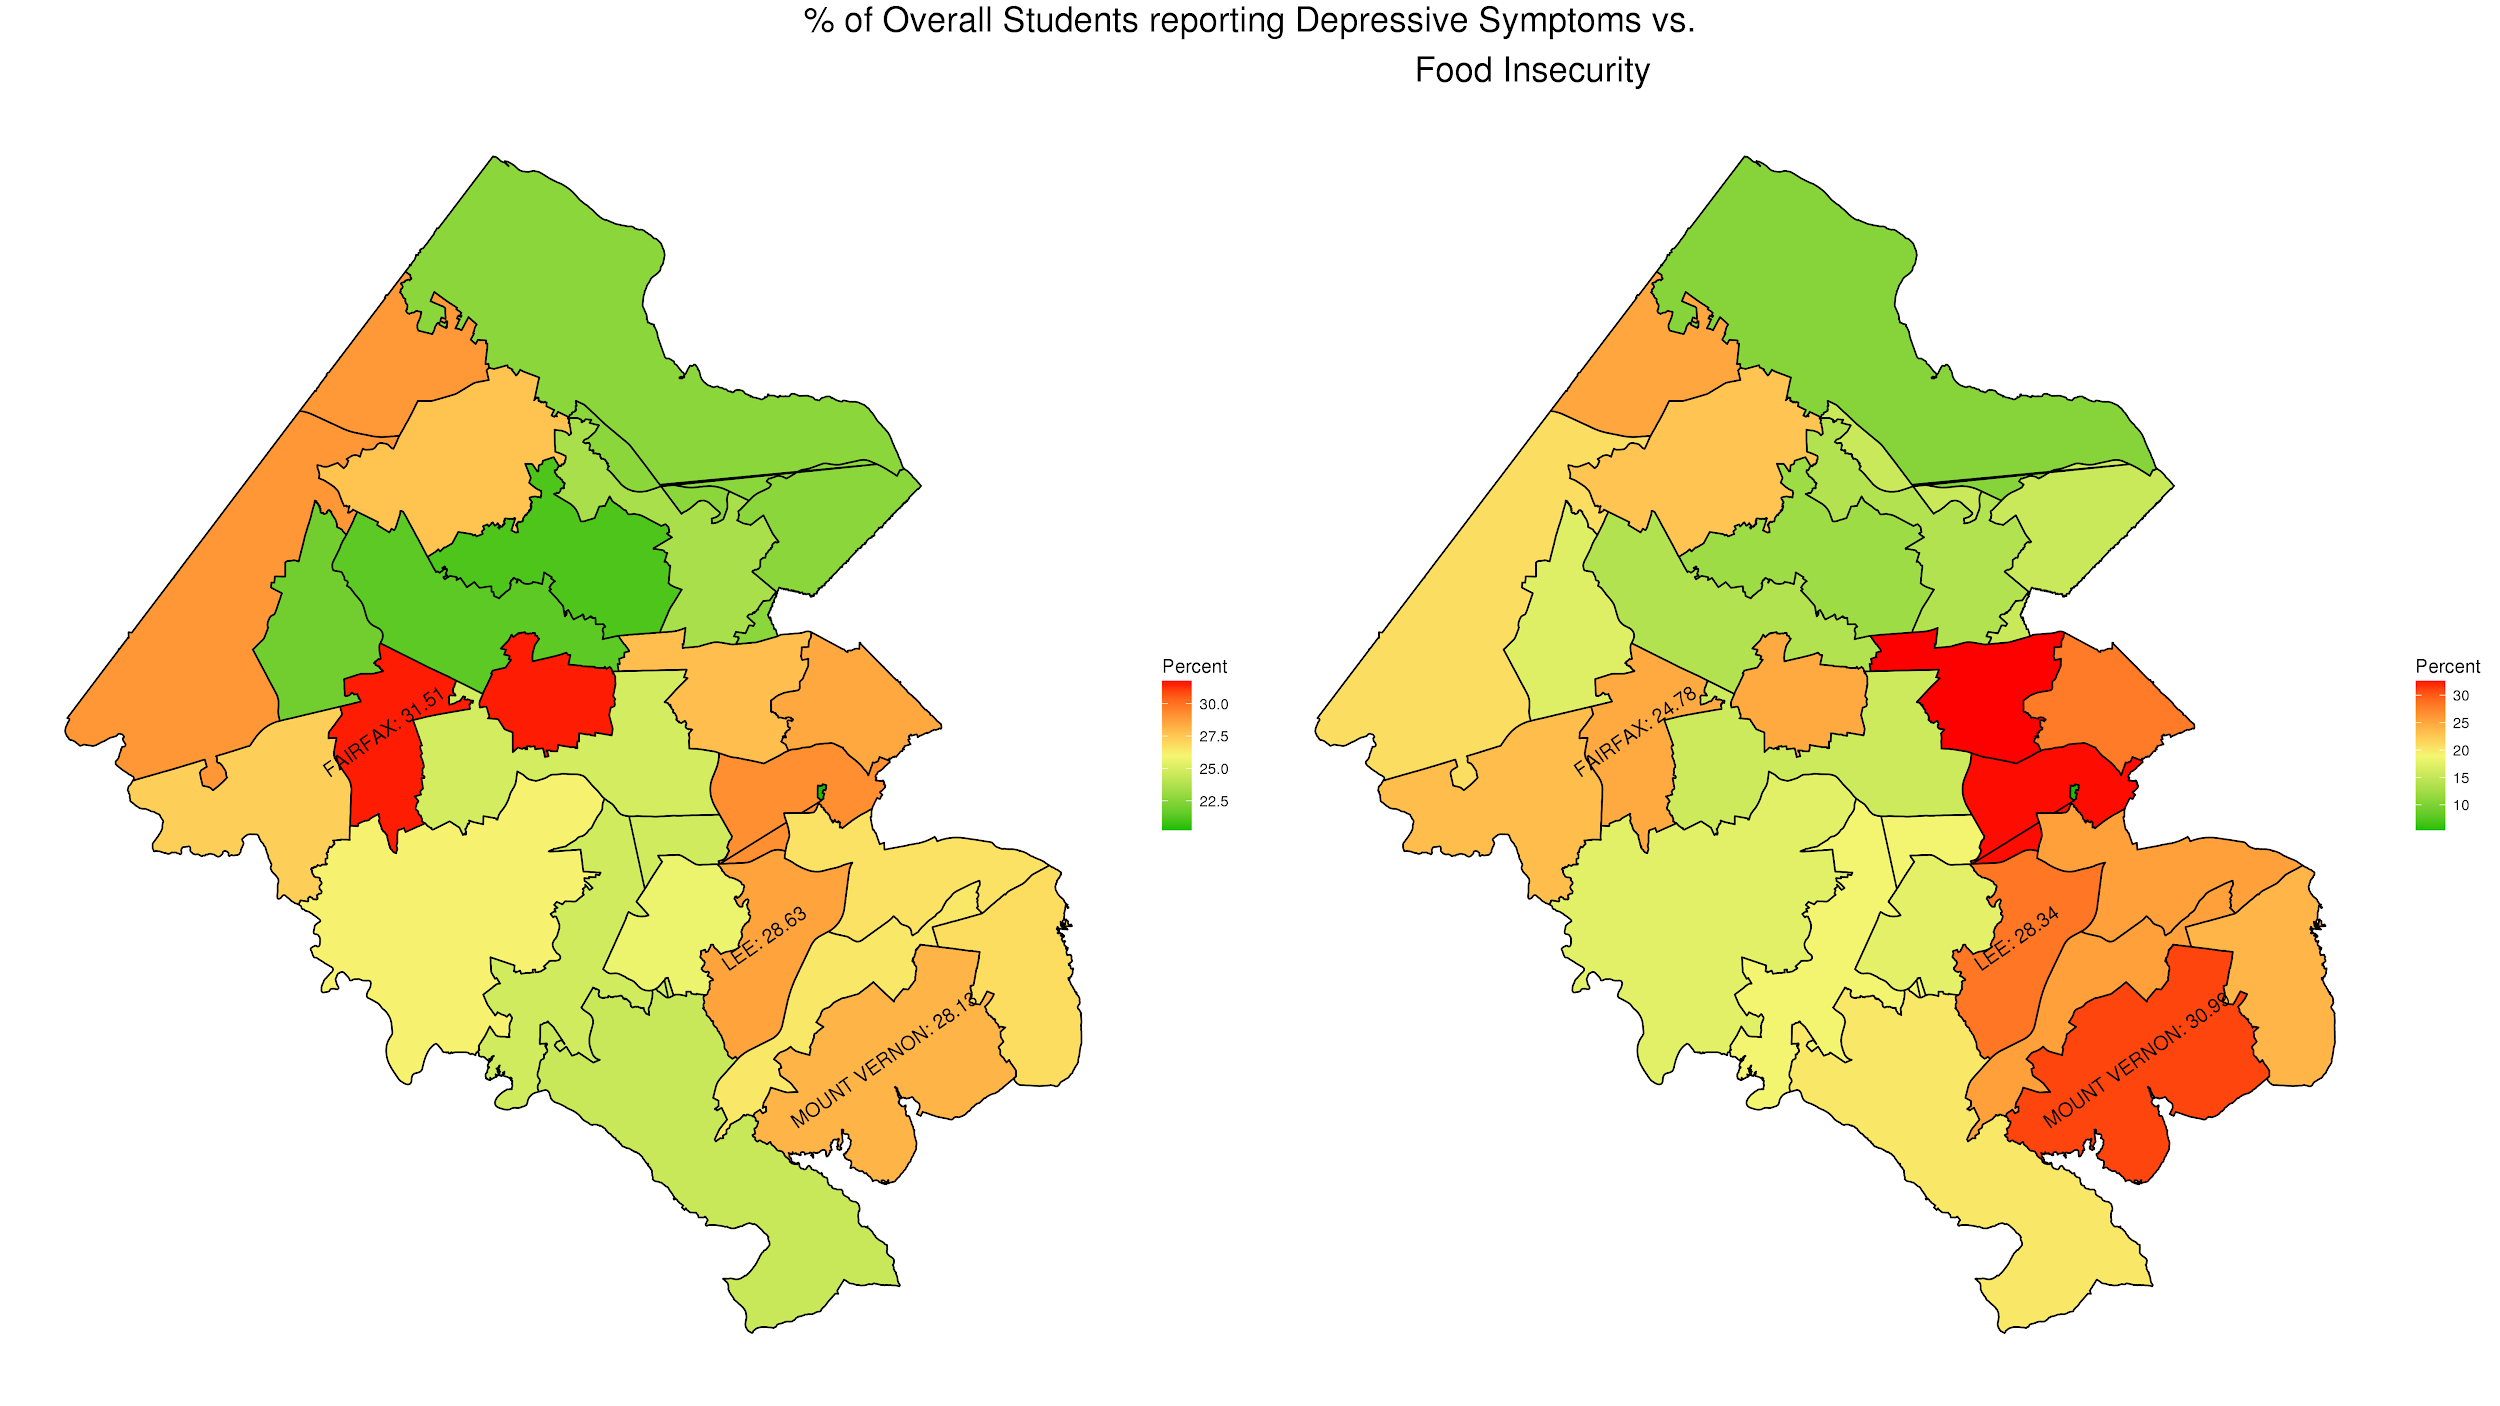 % of Overall Students reporting Depressive Symptoms vs.
Food Insecurity
FAIRFAX: 31.51
LEE: 28.63
MOUNT VERNON: 28.13
Percent
30.0
27.5
25.0
22.5
FAIRFAX: 24.78
LEE: 28.34
MOUNT VERNON:
Percent
30
25
20
15
10